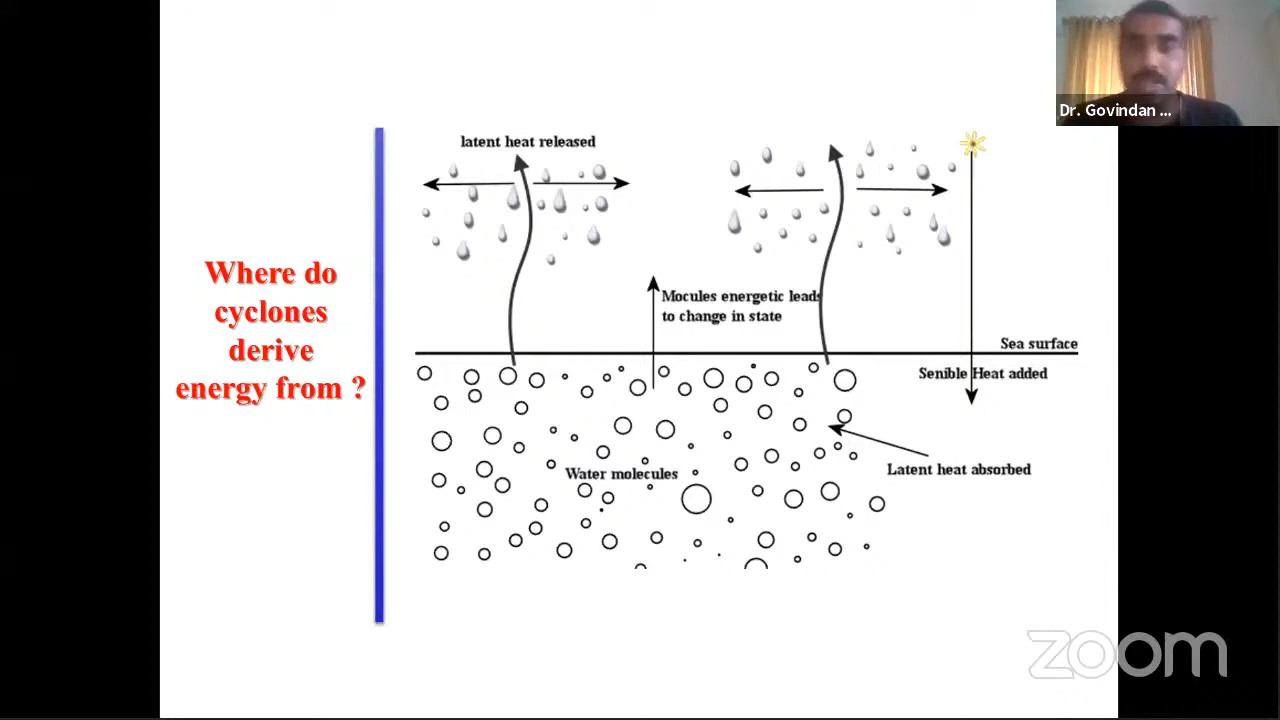 Dr. Govindan ...
latent heat released
Where do
cyclones
derive
energy from ?
Mocules energetic leads
to change in state
Sea surface
Senible Heat added
Latent heat absorbed
Water molecules
zoom